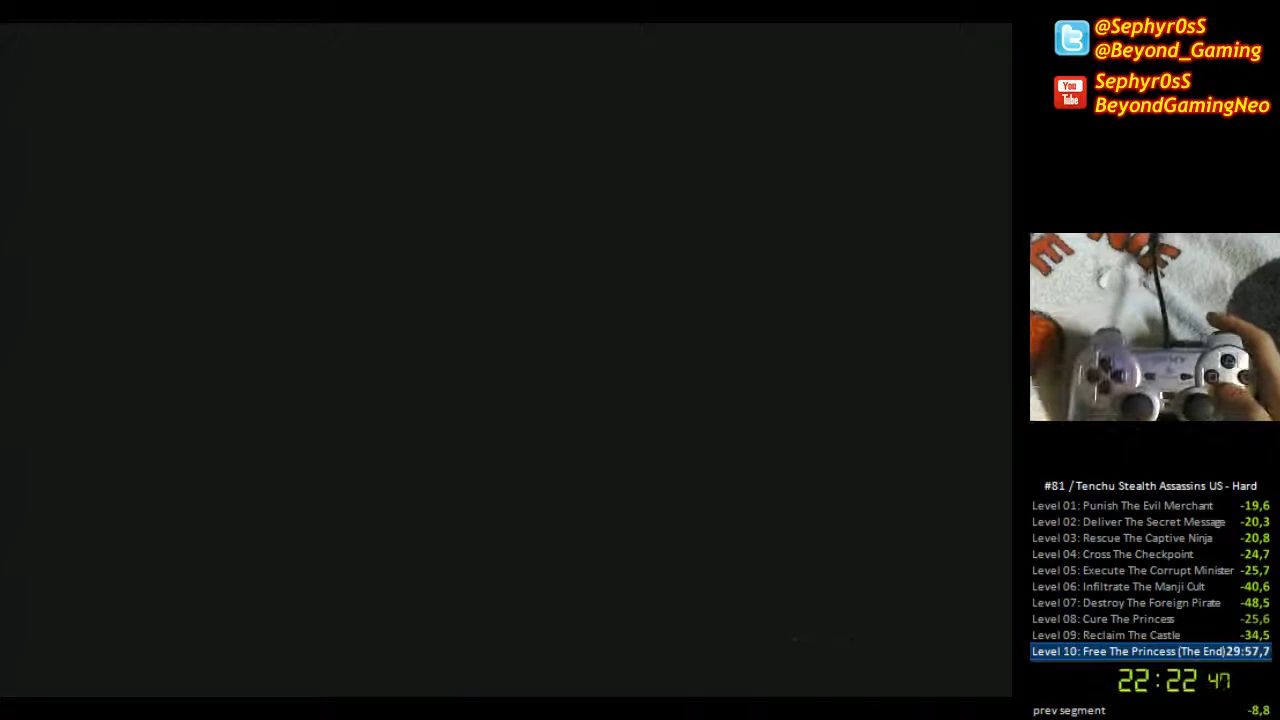 @Sephyr0sS
@Beyond_Gaming
You Tube
Sephyr0sS
BeyondGamingNeo
#81 / Tenchu Stealth Assassins US - Hard
Level 01: Punish The Evil Merchant -19,6
Level 02: Deliver The Secret Message -20,3
Level 03: Rescue The Captive Ninja -20,8
Level 04: Cross The Checkpoint -24,7
Level 05: Execute The Corrupt Minister -25,7
Level 06: Infiltrate The Manji Cult -40,6
Level 07: Destroy The Foreign Pirate -48,5
Level 08: Cure The Princess -25,6
Level 09: Reclaim The Castle -34,5
Level 10: Free The Princess (The End) 29:57,7
22:22 47
prev segment -8,8